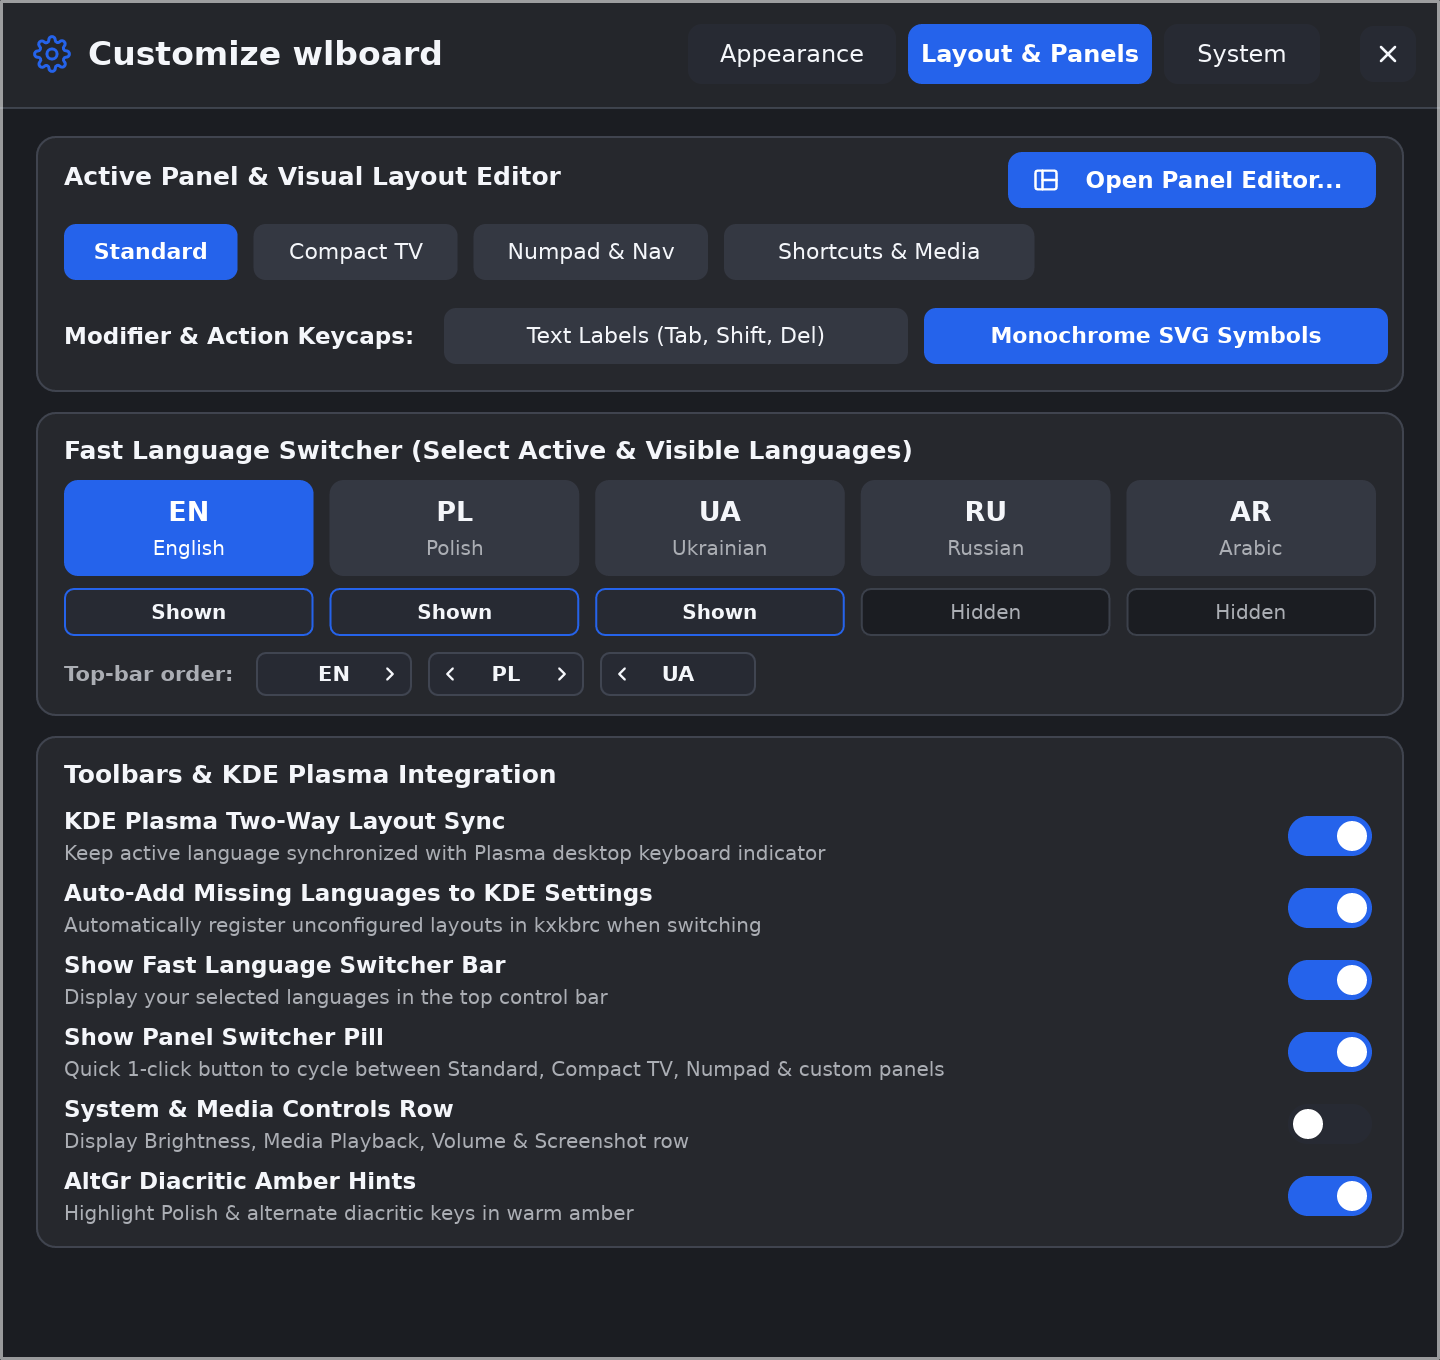 Customize wlboard
Appearance
Layout & Panels
System
Active Panel & Visual Layout Editor
Open Panel Editor...
Standard
Compact TV
Numpad & Nav
Shortcuts & Media
Modifier & Action Keycaps:
Text Labels (Tab, Shift, Del)
Monochrome SVG Symbols
Fast Language Switcher (Select Active & Visible Languages)
EN
English
PL
Polish
UA
Ukrainian
RU
Russian
AR
Arabic
Shown
Shown
Shown
Hidden
Hidden
Top-bar order:
EN
PL
UA
Toolbars & KDE Plasma Integration
KDE Plasma Two-Way Layout Sync
Keep active language synchronized with Plasma desktop keyboard indicator
Auto-Add Missing Languages to KDE Settings
Automatically register unconfigured layouts in kxkbrc when switching
Show Fast Language Switcher Bar
Display your selected languages in the top control bar
Show Panel Switcher Pill
Quick 1-click button to cycle between Standard, Compact TV, Numpad & custom panels
System & Media Controls Row
Display Brightness, Media Playback, Volume & Screenshot row
AltGr Diacritic Amber Hints
Highlight Polish & alternate diacritic keys in warm amber